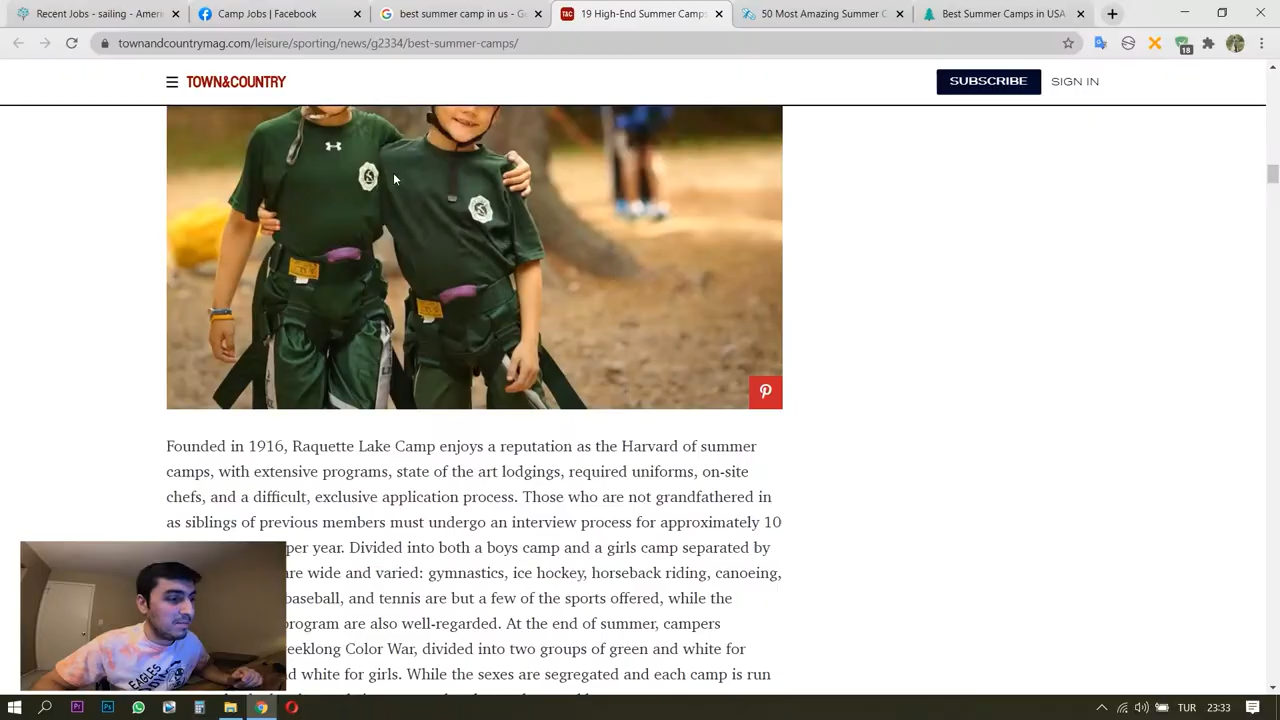 Recent Jobs - sailing - Americ
Camp Jobs | Facebook
best summer camp in us - Go
T&C
19 High-End Summer Camps
50 Most Amazing Summer C
Best Summer Camps in USA
townandcountrymag.com/leisure/sporting/news/g2334/best-summer-camps/
18
TOWN&COUNTRY
SUBSCRIBE
SIGN IN
Founded in 1916, Raquette Lake Camp enjoys a reputation as the Harvard of summer
camps, with extensive programs, state of the art lodgings, required uniforms, on-site
chefs, and a difficult, exclusive application process. Those who are not grandfathered in
as siblings of previous members must undergo an interview process for approximately 10
per year. Divided into both a boys camp and a girls camp separated by
re wide and varied: gymnastics, ice hockey, horseback riding, canoeing,
baseball, and tennis are but a few of the sports offered, while the
program are also well-regarded. At the end of summer, campers
eeklong Color War, divided into two groups of green and white for
d white for girls. While the sexes are segregated and each camp is run
EAGLES
TUR
23:33